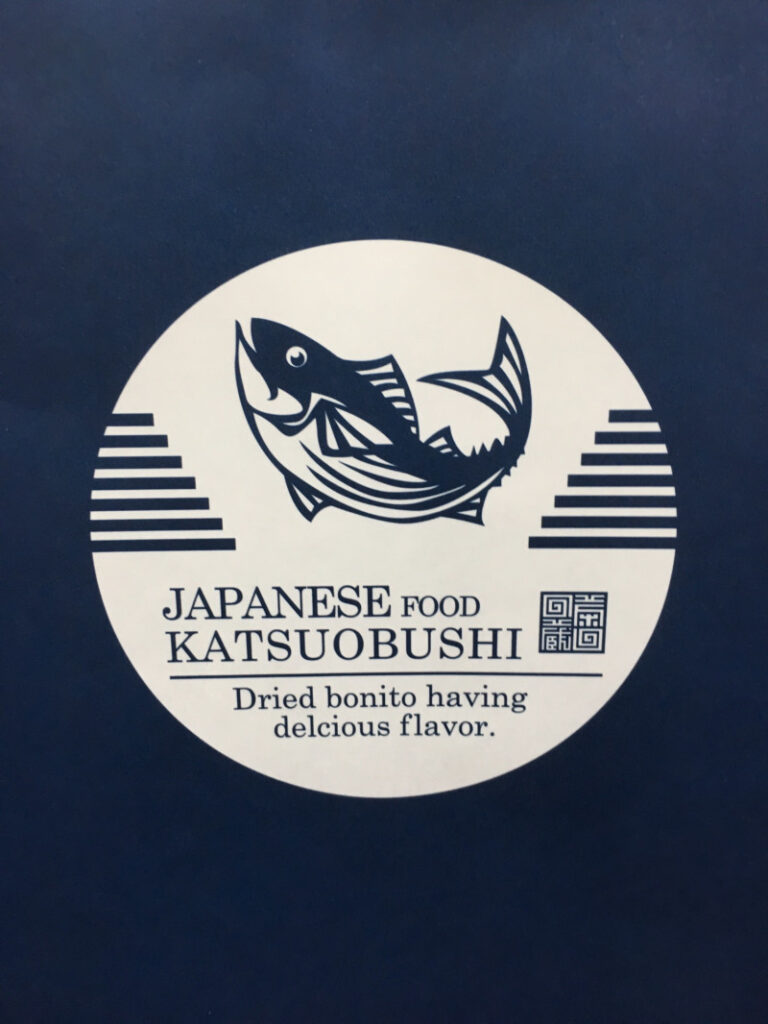 JAPANESE FOOD
KATSUOBUSHI
Dried bonito having
delcious flavor.